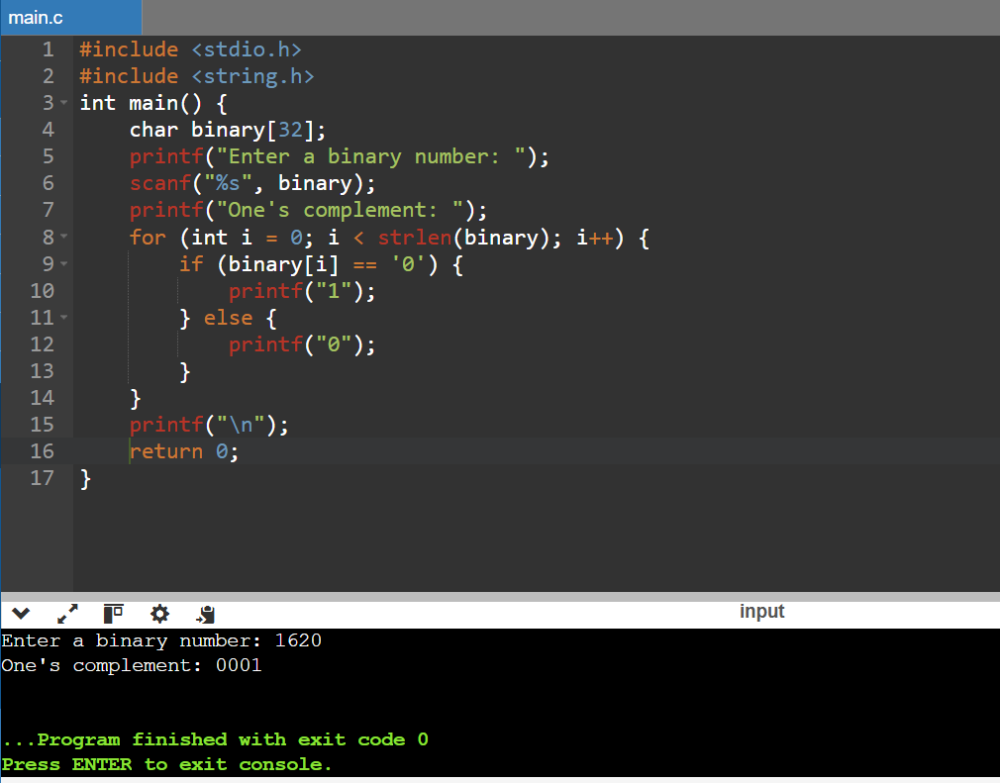 main.c
1 #include <stdio.h>
2 #include <string.h>
3 int main() {
4     char binary[32];
5     printf("Enter a binary number: ");
6     scanf("%s", binary);
7     printf("One's complement: ");
8     for (int i = 0; i < strlen(binary); i++) {
9         if (binary[i] == '0') {
10             printf("1");
11         } else {
12             printf("0");
13         }
14     }
15     printf("\n");
16     return 0;
17 }
input
Enter a binary number: 1620
One's complement: 0001
...Program finished with exit code 0
Press ENTER to exit console.